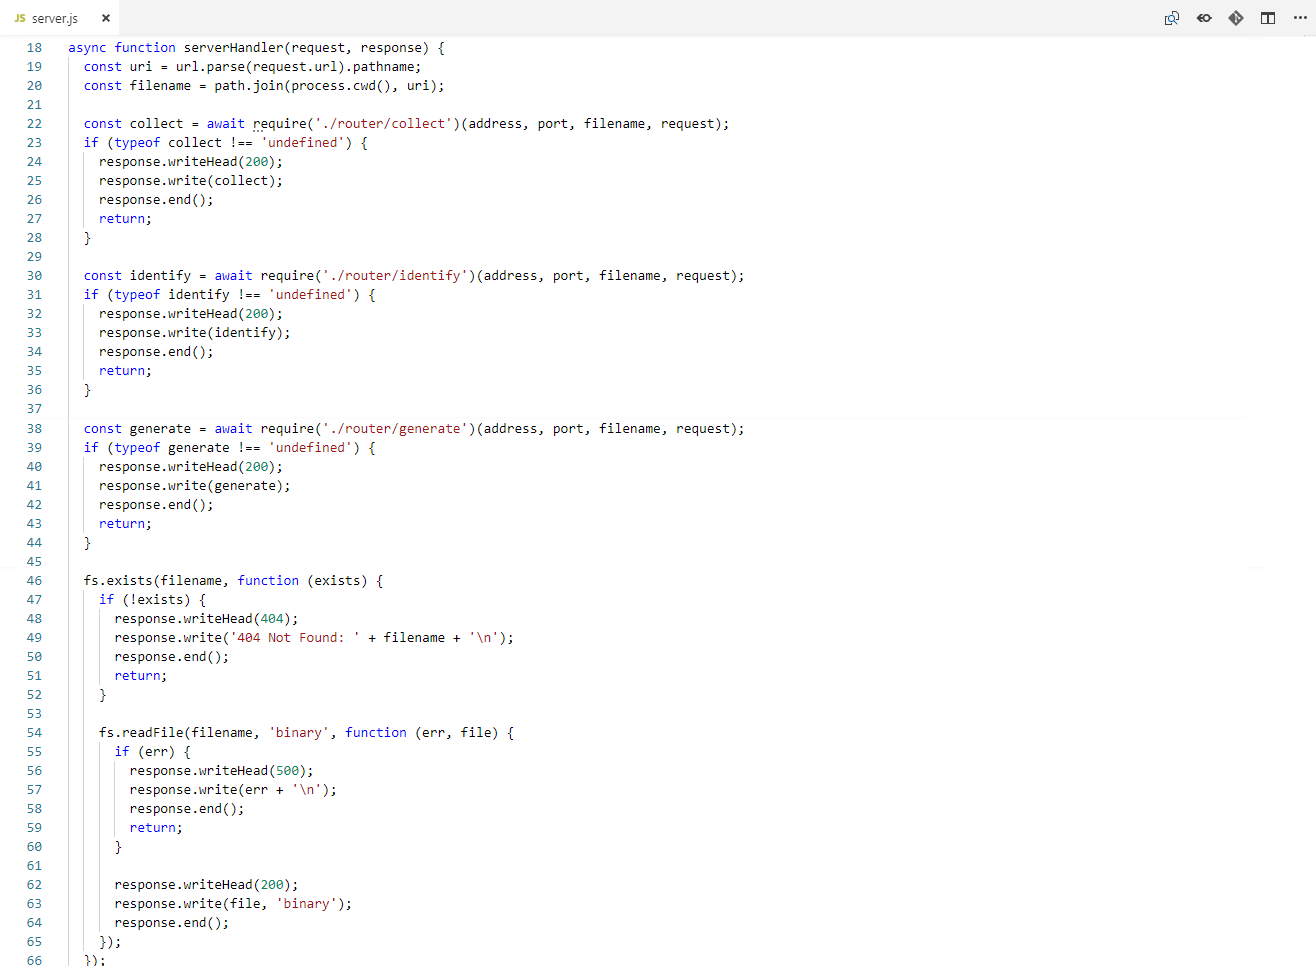 JS server.js ×
18 async function serverHandler(request, response) {
19   const uri = url.parse(request.url).pathname;
20   const filename = path.join(process.cwd(), uri);
21
22   const collect = await require('./router/collect')(address, port, filename, request);
23   if (typeof collect !== 'undefined') {
24     response.writeHead(200);
25     response.write(collect);
26     response.end();
27     return;
28   }
29
30   const identify = await require('./router/identify')(address, port, filename, request);
31   if (typeof identify !== 'undefined') {
32     response.writeHead(200);
33     response.write(identify);
34     response.end();
35     return;
36   }
37
38   const generate = await require('./router/generate')(address, port, filename, request);
39   if (typeof generate !== 'undefined') {
40     response.writeHead(200);
41     response.write(generate);
42     response.end();
43     return;
44   }
45
46   fs.exists(filename, function (exists) {
47     if (!exists) {
48       response.writeHead(404);
49       response.write('404 Not Found: ' + filename + '\n');
50       response.end();
51       return;
52     }
53
54     fs.readFile(filename, 'binary', function (err, file) {
55       if (err) {
56         response.writeHead(500);
57         response.write(err + '\n');
58         response.end();
59         return;
60       }
61
62       response.writeHead(200);
63       response.write(file, 'binary');
64       response.end();
65     });
66   });